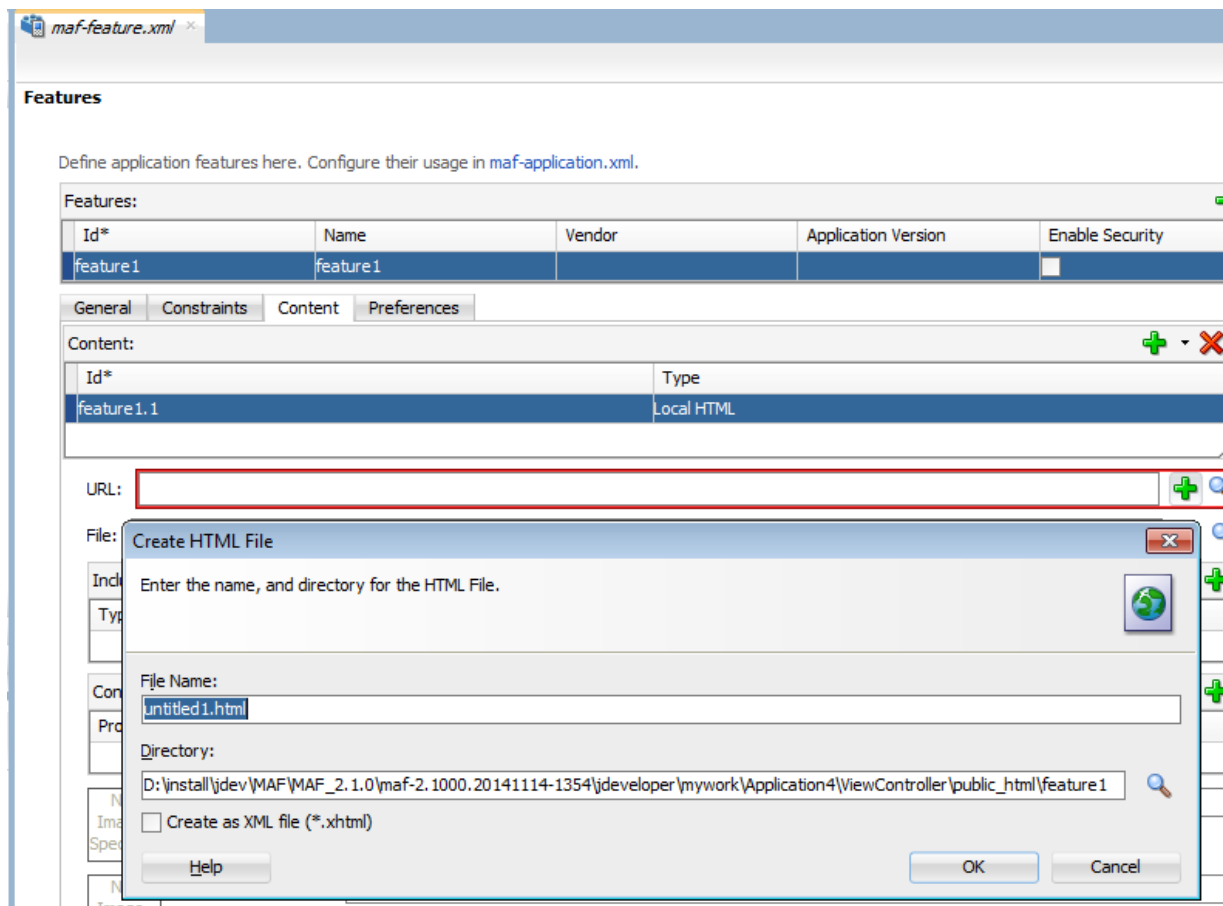 maf-feature.xml
Features
Define application features here. Configure their usage in maf-application.xml.
Features:
Id* Name Vendor Application Version Enable Security
feature1 feature1
General Constraints Content Preferences
Content:
Id* Type
feature1.1 Local HTML
URL:
File:
Create HTML File
Enter the name, and directory for the HTML File.
File Name:
untitled1.html
Directory:
D:\install\jdev\MAF\MAF_2.1.0\maf-2.1000.20141114-1354\jdeveloper\mywork\Application4\ViewController\public_html\feature1
Create as XML file (*.xhtml)
Help OK Cancel